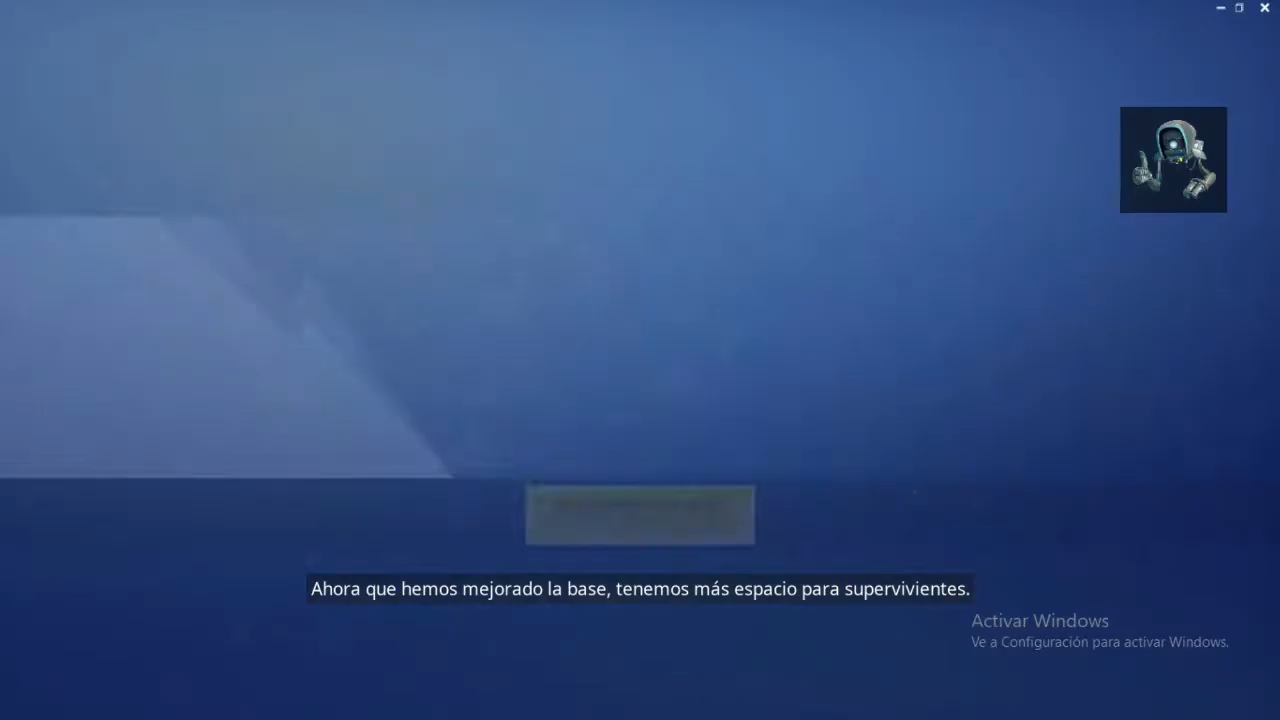 Ahora que hemos mejorado la base, tenemos más espacio para supervivientes.
Activar Windows
Ve a Configuración para activar Windows.